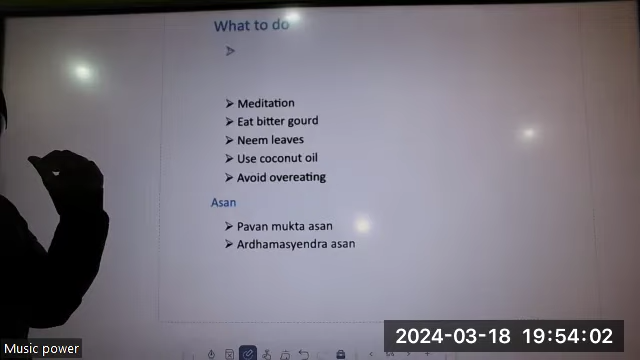 What to do
➢
➢ Meditation
➢ Eat bitter gourd
➢ Neem leaves
➢ Use coconut oil
➢ Avoid overeating
Asan
➢ Pavan mukta asan
➢ Ardhamasyendra asan
2024-03-18 19:54:02
Music power